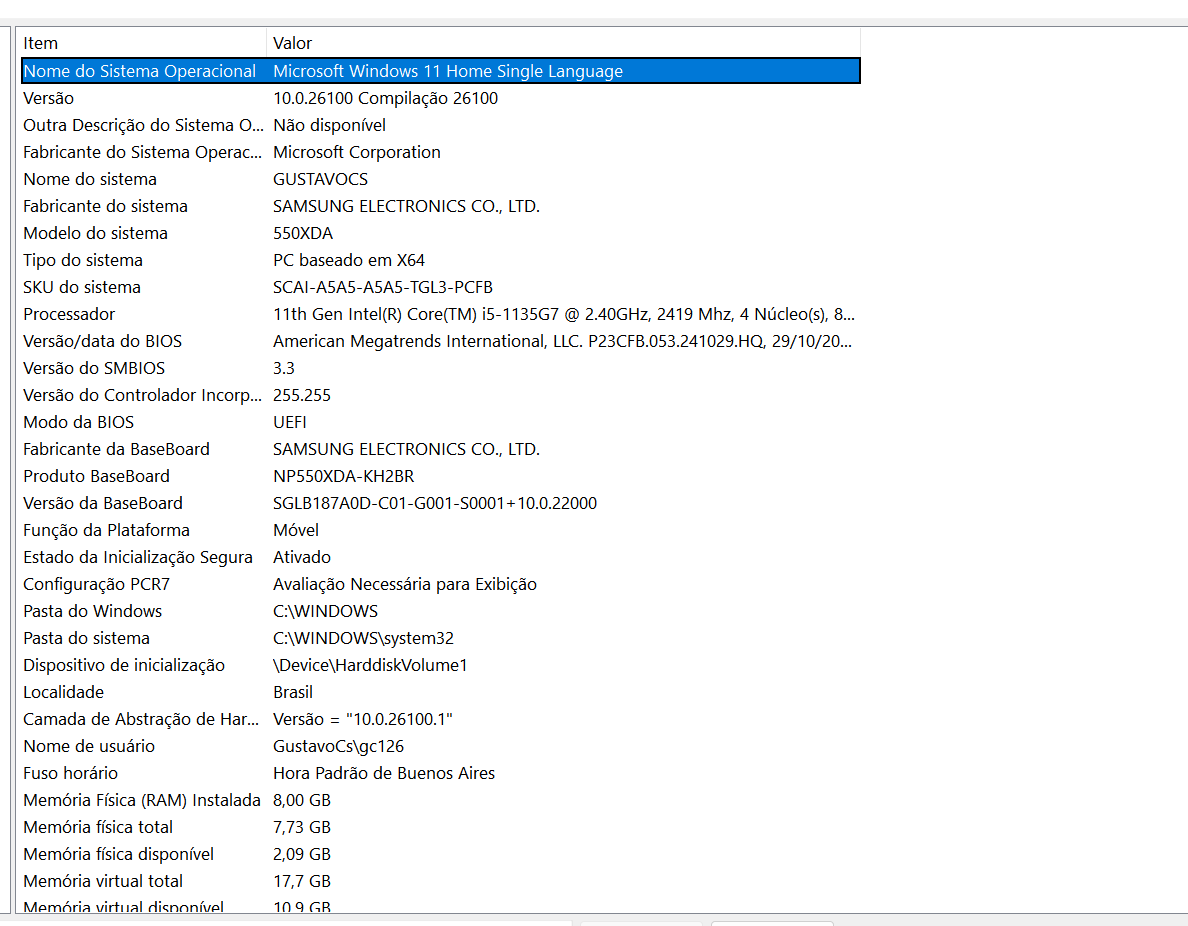 Item Valor
Nome do Sistema Operacional Microsoft Windows 11 Home Single Language
Versão 10.0.26100 Compilação 26100
Outra Descrição do Sistema O... Não disponível
Fabricante do Sistema Operac... Microsoft Corporation
Nome do sistema GUSTAVOCS
Fabricante do sistema SAMSUNG ELECTRONICS CO., LTD.
Modelo do sistema 550XDA
Tipo do sistema PC baseado em X64
SKU do sistema SCAI-A5A5-A5A5-TGL3-PCFB
Processador 11th Gen Intel(R) Core(TM) i5-1135G7 @ 2.40GHz, 2419 Mhz, 4 Núcleo(s), 8...
Versão/data do BIOS American Megatrends International, LLC. P23CFB.053.241029.HQ, 29/10/20...
Versão do SMBIOS 3.3
Versão do Controlador Incorp... 255.255
Modo da BIOS UEFI
Fabricante da BaseBoard SAMSUNG ELECTRONICS CO., LTD.
Produto BaseBoard NP550XDA-KH2BR
Versão da BaseBoard SGLB187A0D-C01-G001-S0001+10.0.22000
Função da Plataforma Móvel
Estado da Inicialização Segura Ativado
Configuração PCR7 Avaliação Necessária para Exibição
Pasta do Windows C:\WINDOWS
Pasta do sistema C:\WINDOWS\system32
Dispositivo de inicialização \Device\HarddiskVolume1
Localidade Brasil
Camada de Abstração de Har... Versão = "10.0.26100.1"
Nome de usuário GustavoCs\gc126
Fuso horário Hora Padrão de Buenos Aires
Memória Física (RAM) Instalada 8,00 GB
Memória física total 7,73 GB
Memória física disponível 2,09 GB
Memória virtual total 17,7 GB
Memória virtual disponível 10,9 GB